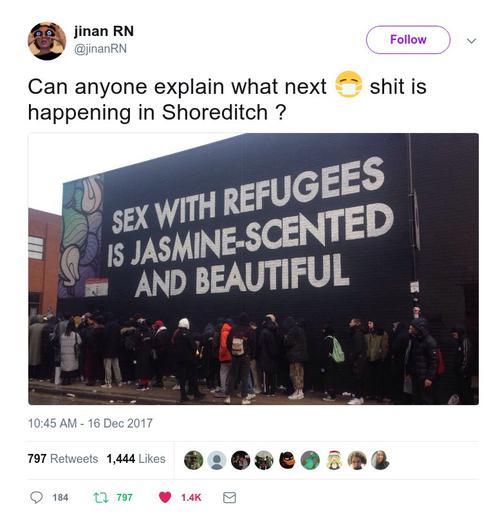 jinan RN
@jinanRN
Follow
Can anyone explain what next 😷 shit is
happening in Shoreditch ?
SEX WITH REFUGEES
IS JASMINE-SCENTED
AND BEAUTIFUL
10:45 AM - 16 Dec 2017
797 Retweets 1,444 Likes
184 797 1.4K